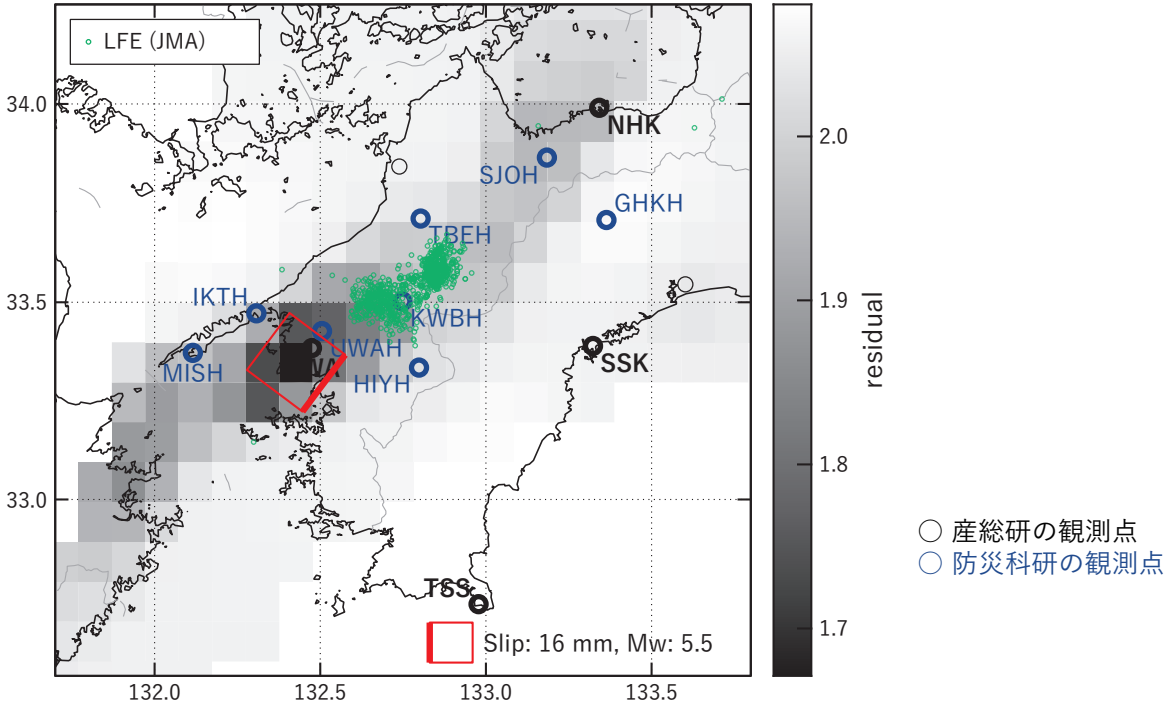 LFE (JMA)
34.0
33.5
33.0
132.0
132.5
133.0
133.5
NHK
SJOH
GHKH
TBEH
IKTH
KWBH
UWAH
MISH
HIYH
SSK
TSS
Slip: 16 mm, Mw: 5.5
2.0
1.9
1.8
1.7
residual
産総研の観測点
防災科研の観測点